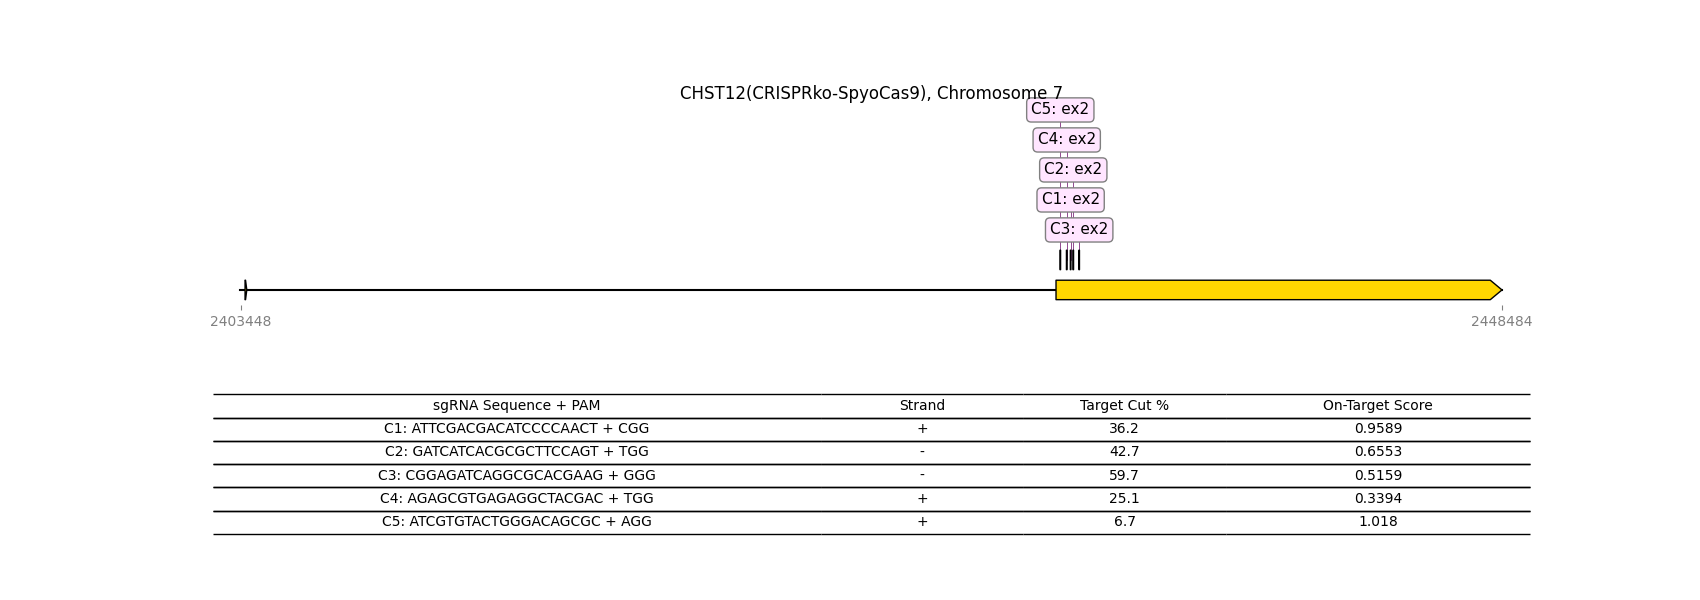 CHST12(CRISPRko-SpyoCas9), Chromosome 7
C5: ex2
C4: ex2
C2: ex2
C1: ex2
C3: ex2
2403448 2448484
sgRNA Sequence + PAM Strand Target Cut % On-Target Score
C1: ATTCGACGACATCCCCAACT + CGG + 36.2 0.9589
C2: GATCATCACGCGCTTCCAGT + TGG - 42.7 0.6553
C3: CGGAGATCAGGCGCACGAAG + GGG - 59.7 0.5159
C4: AGAGCGTGAGAGGCTACGAC + TGG + 25.1 0.3394
C5: ATCGTGTACTGGGACAGCGC + AGG + 6.7 1.018